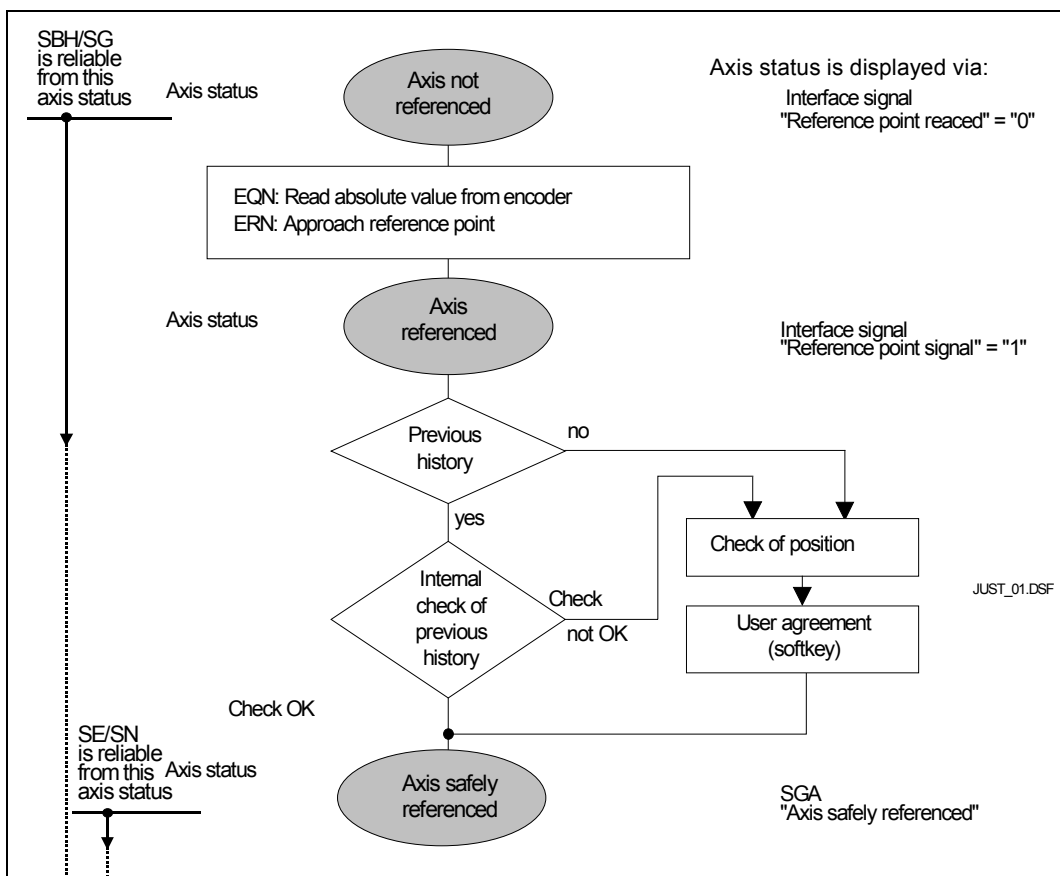 SBH/SG
is reliable
from this
axis status
Axis status
Axis not
referenced
Axis status is displayed via:
Interface signal
"Reference point reaced" = "0"
EQN: Read absolute value from encoder
ERN: Approach reference point
Axis status
Axis
referenced
Interface signal
"Reference point signal" = "1"
Previous
history
no
yes
Check of position
Internal
check of
previous
history
Check
not OK
JUST_01.DSF
User agreement
(softkey)
Check OK
SE/SN
is reliable
from this
axis status
Axis status
Axis safely
referenced
SGA
"Axis safely referenced"